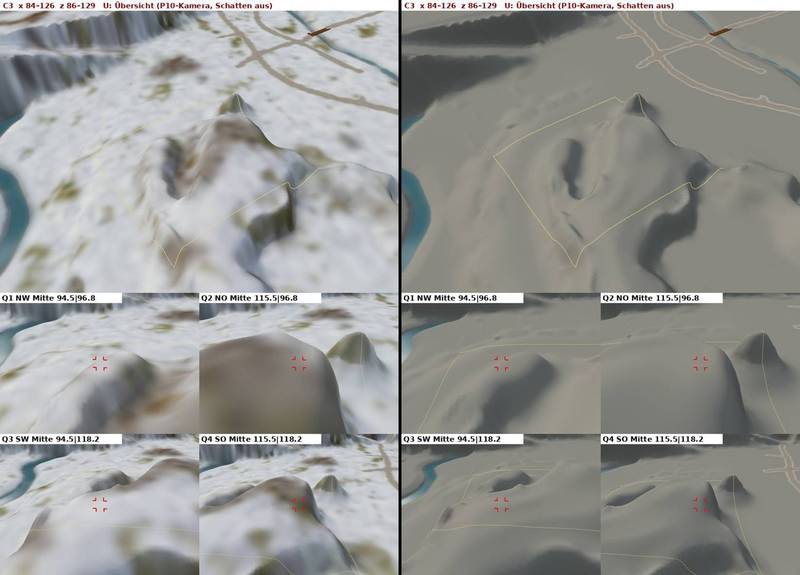 C3 x 84-126 z 86-129 U: Übersicht (P10-Kamera, Schatten aus)
C3 x 84-126 z 86-129 U: Übersicht (P10-Kamera, Schatten aus)
Q1 NW Mitte 94.5|96.8
Q2 NO Mitte 115.5|96.8
Q1 NW Mitte 94.5|96.8
Q2 NO Mitte 115.5|96.8
Q3 SW Mitte 94.5|118.2
Q4 SO Mitte 115.5|118.2
Q3 SW Mitte 94.5|118.2
Q4 SO Mitte 115.5|118.2